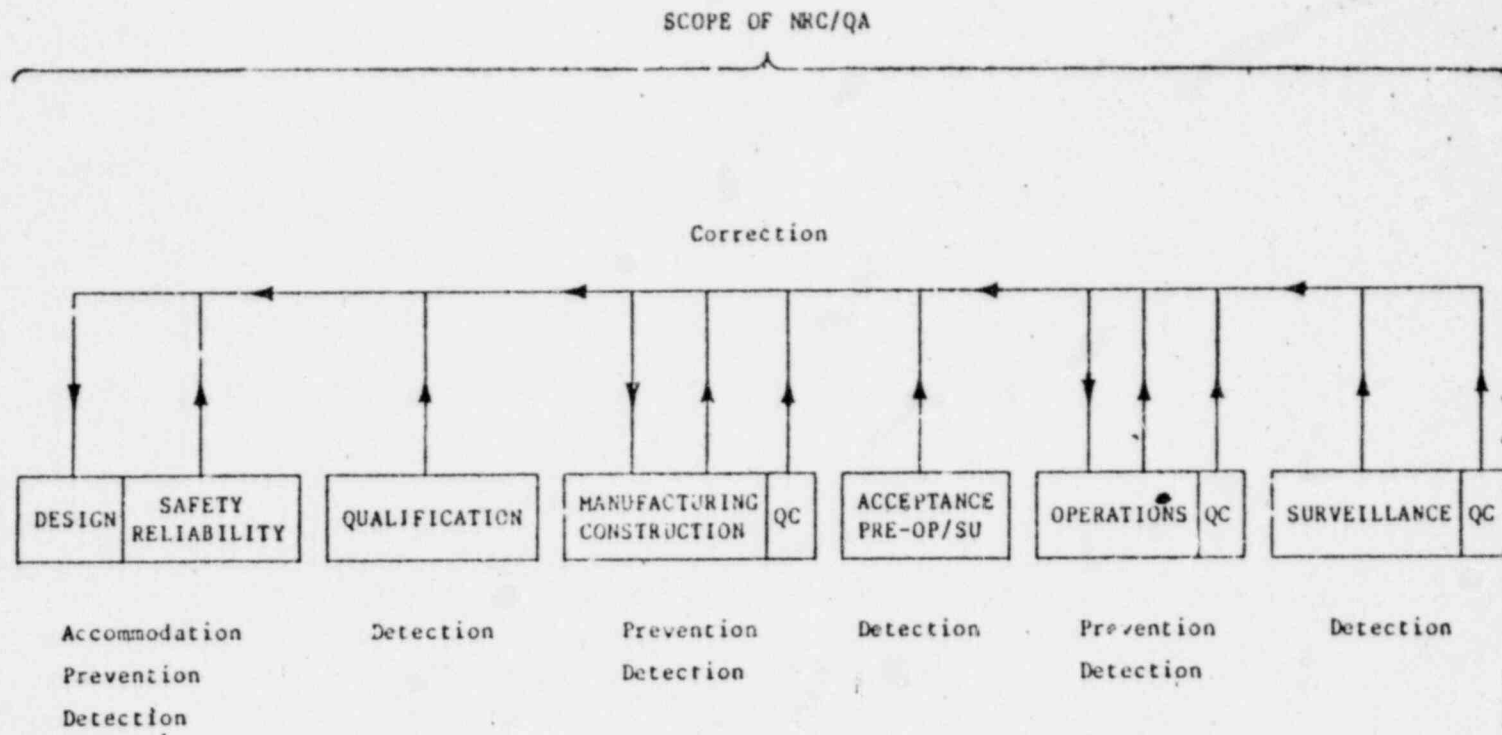 SCOPE OF NRC/QA
Correction
DESIGN
SAFETY
RELIABILITY
QUALIFICATION
MANUFACTURING
CONSTRUCTION
QC
ACCEPTANCE
PRE-OP/SU
OPERATIONS
QC
SURVEILLANCE
QC
Accommodation
Prevention
Detection
Detection
Prevention
Detection
Detection
Prevention
Detection
Detection